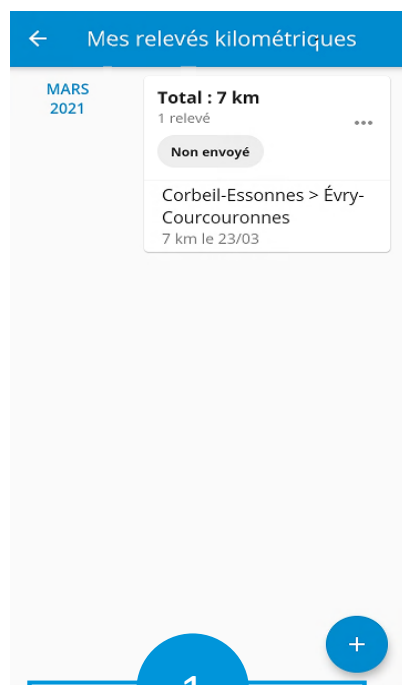 Mes relevés kilométriques
MARS
2021
Total : 7 km
1 relevé
Non envoyé
Corbeil-Essonnes > Évry-
Courcouronnes
7 km le 23/03
+
1